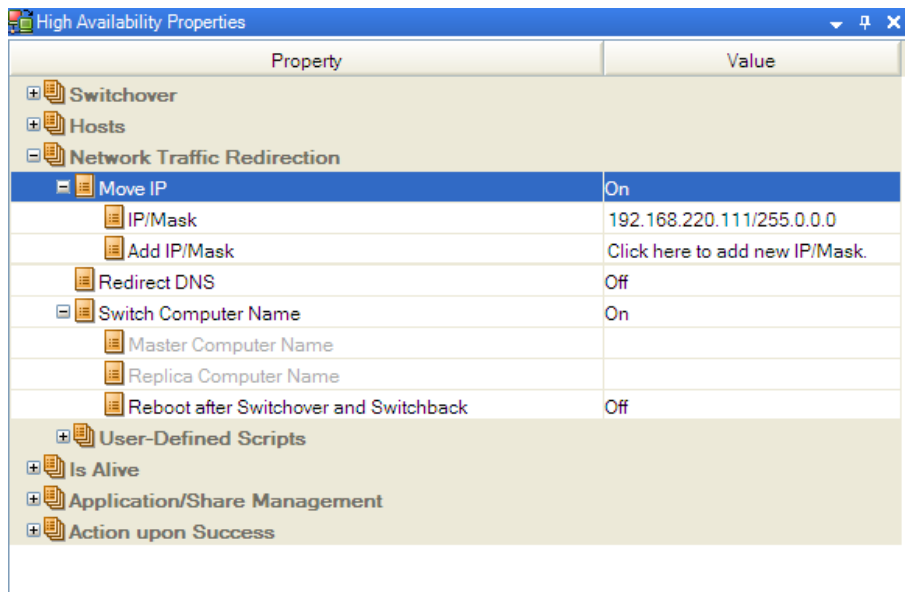 High Availability Properties
Property Value
Switchover
Hosts
Network Traffic Redirection
Move IP On
IP/Mask 192.168.220.111/255.0.0.0
Add IP/Mask Click here to add new IP/Mask.
Redirect DNS Off
Switch Computer Name On
Master Computer Name
Replica Computer Name
Reboot after Switchover and Switchback Off
User-Defined Scripts
Is Alive
Application/Share Management
Action upon Success